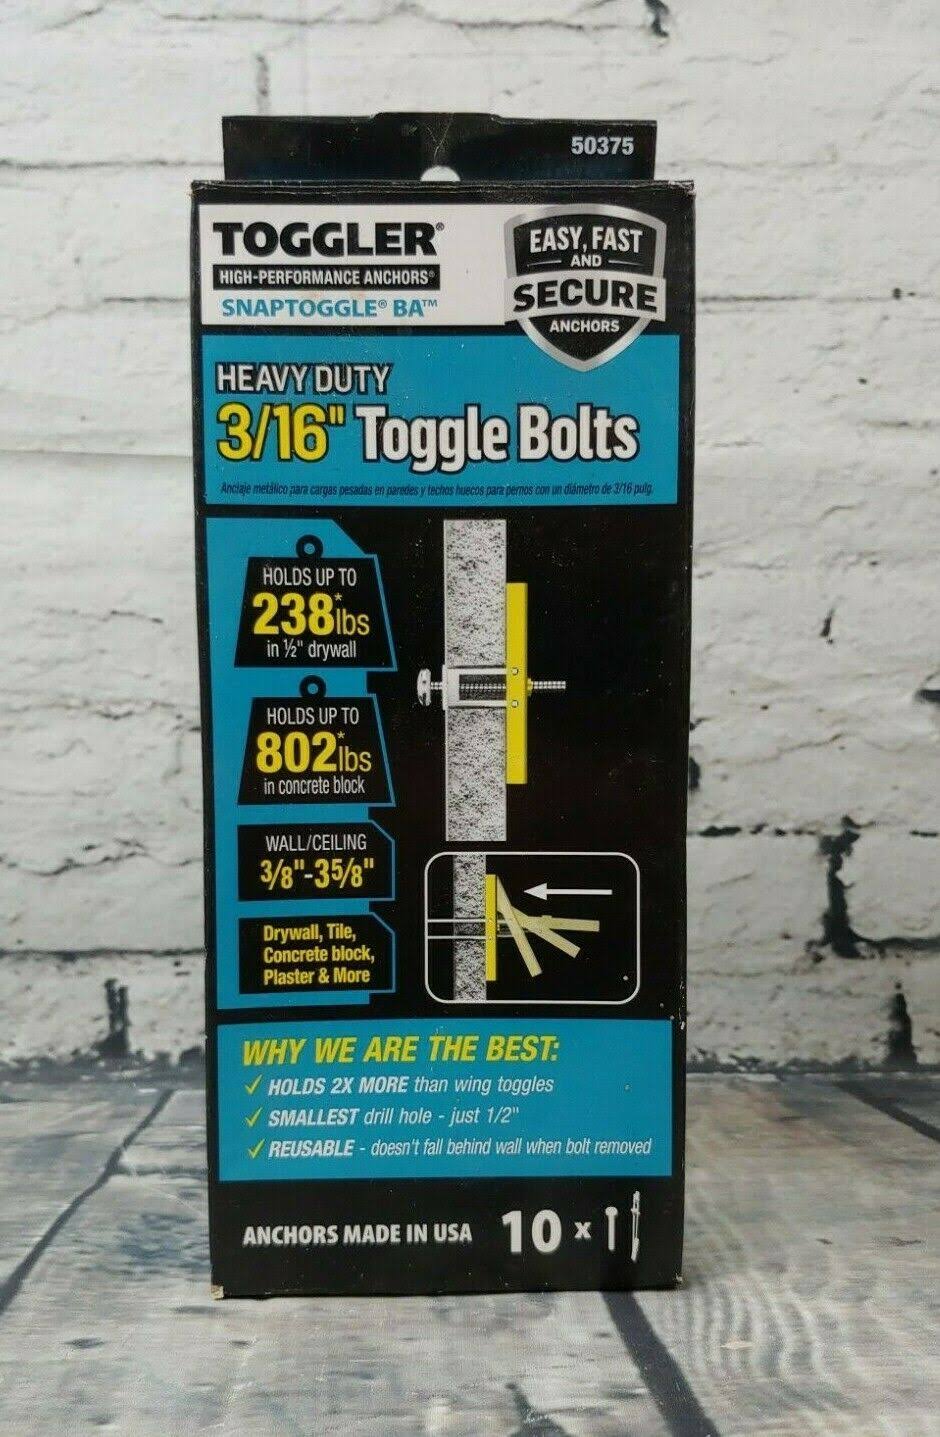 50375
TOGGLER®
HIGH-PERFORMANCE ANCHORS®
SNAPTOGGLE® BA™
EASY, FAST
AND
SECURE
ANCHORS
HEAVY DUTY
3/16" Toggle Bolts
Anclaje metálico para cargas pesadas en paredes y techos huecos para pernos con un diámetro de 3/16 pulg.
HOLDS UP TO
238*lbs
in ½" drywall
HOLDS UP TO
802*lbs
in concrete block
WALL/CEILING
3/8"-3 5/8"
Drywall, Tile,
Concrete block,
Plaster & More
WHY WE ARE THE BEST:
✓ HOLDS 2X MORE than wing toggles
✓ SMALLEST drill hole - just 1/2"
✓ REUSABLE - doesn't fall behind wall when bolt removed
ANCHORS MADE IN USA 10 x